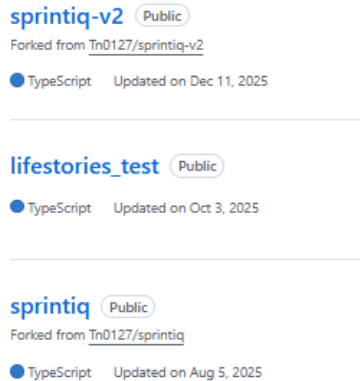 sprintiq-v2 Public
Forked from Tn0127/sprintiq-v2
TypeScript Updated on Dec 11, 2025
lifestories_test Public
TypeScript Updated on Oct 3, 2025
sprintiq Public
Forked from Tn0127/sprintiq
TypeScript Updated on Aug 5, 2025